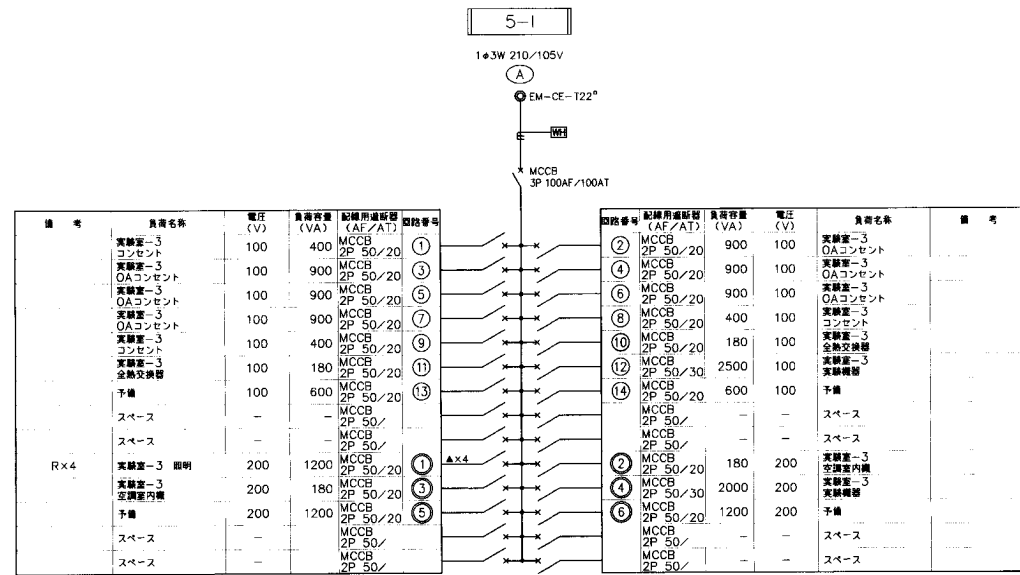 5-1
1φ3W 210/105V
A
EM-CE-T22°
WH
MCCB
3P 100AF/100AT
備 考 負荷名称 電圧(V) 負荷容量(VA) 配線用遮断器(AF/AT) 回路番号
実験室-3 コンセント 100 400 MCCB 2P 50/20 ①
実験室-3 OAコンセント 100 900 MCCB 2P 50/20 ③
実験室-3 OAコンセント 100 900 MCCB 2P 50/20 ⑤
実験室-3 OAコンセント 100 900 MCCB 2P 50/20 ⑦
実験室-3 コンセント 100 400 MCCB 2P 50/20 ⑨
実験室-3 全熱交換器 100 180 MCCB 2P 50/20 ⑪
予備 100 600 MCCB 2P 50/20 ⑬
スペース - - MCCB 2P 50/
スペース - - MCCB 2P 50/
R×4 実験室-3 照明 200 1200 MCCB 2P 50/20 ① ▲×4
実験室-3 空調室内機 200 180 MCCB 2P 50/20 ③
予備 200 1200 MCCB 2P 50/20 ⑤
スペース - MCCB 2P 50/
スペース - MCCB 2P 50/
回路番号 配線用遮断器(AF/AT) 負荷容量(VA) 電圧(V) 負荷名称 備 考
② MCCB 2P 50/20 900 100 実験室-3 OAコンセント
④ MCCB 2P 50/20 900 100 実験室-3 OAコンセント
⑥ MCCB 2P 50/20 900 100 実験室-3 OAコンセント
⑧ MCCB 2P 50/20 400 100 実験室-3 コンセント
⑩ MCCB 2P 50/20 180 100 実験室-3 全熱交換器
⑫ MCCB 2P 50/30 2500 100 実験室-3 実験機器
⑭ MCCB 2P 50/20 600 100 予備
MCCB 2P 50/ - - スペース
MCCB 2P 50/ - - スペース
② MCCB 2P 50/20 180 200 実験室-3 空調室内機
④ MCCB 2P 50/30 2000 200 実験室-3 実験機器
⑥ MCCB 2P 50/20 1200 200 予備
MCCB 2P 50/ - - スペース
MCCB 2P 50/ - - スペース